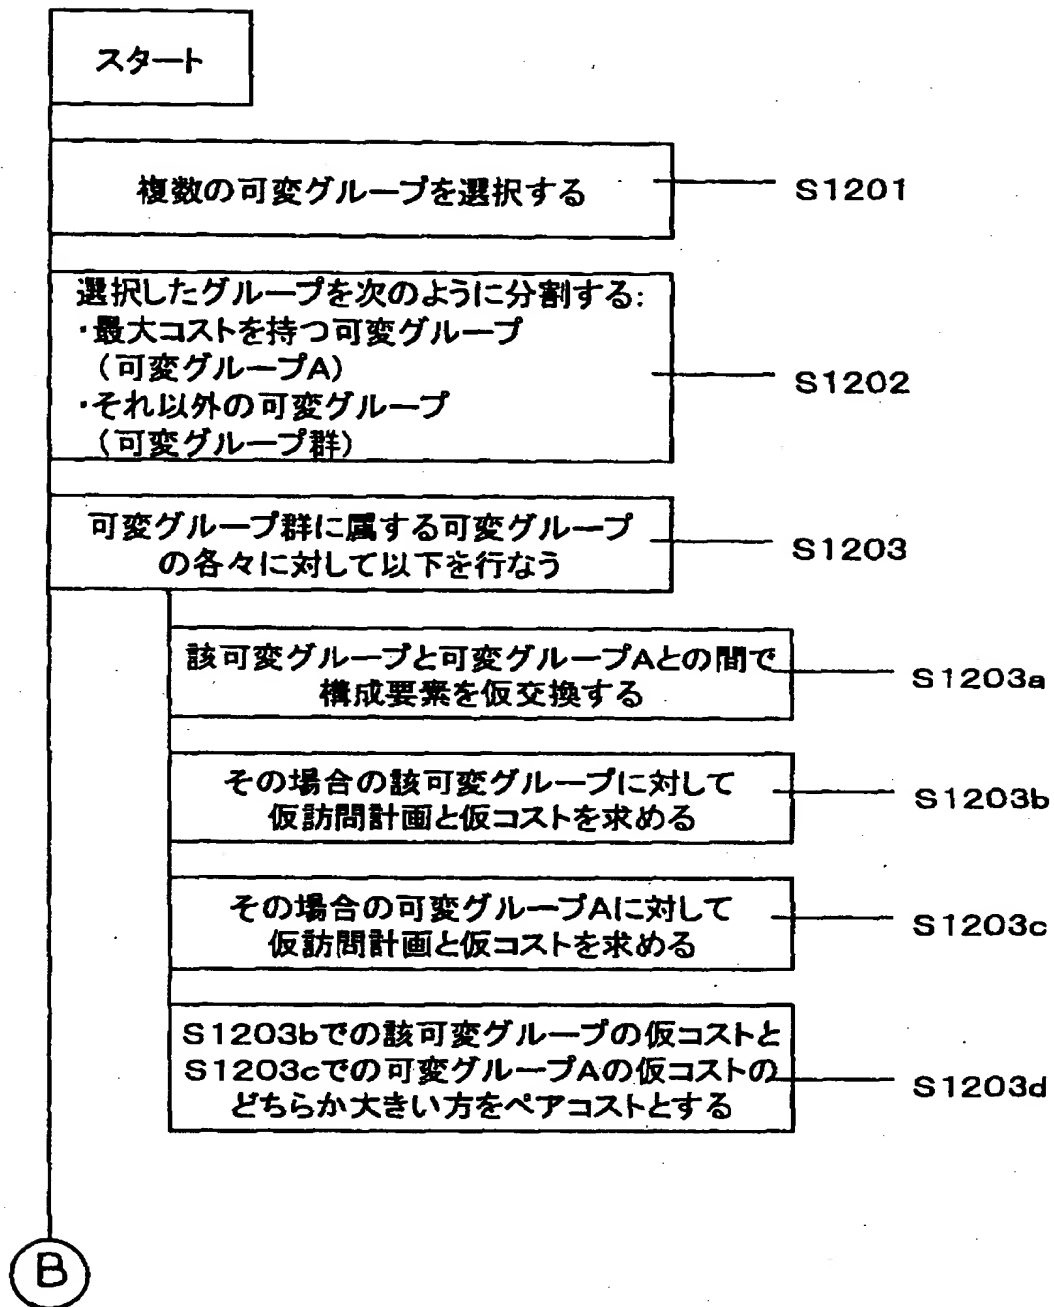 スタート
複数の可変グループを選択する
S1201
選択したグループを次のように分割する:
・最大コストを持つ可変グループ
(可変グループA)
・それ以外の可変グループ
(可変グループ群)
S1202
可変グループ群に属する可変グループ
の各々に対して以下を行なう
S1203
該可変グループと可変グループAとの間で
構成要素を仮交換する
S1203a
その場合の該可変グループに対して
仮訪問計画と仮コストを求める
S1203b
その場合の可変グループAに対して
仮訪問計画と仮コストを求める
S1203c
S1203bでの該可変グループの仮コストと
S1203cでの可変グループAの仮コストの
どちらか大きい方をペアコストとする
S1203d
B